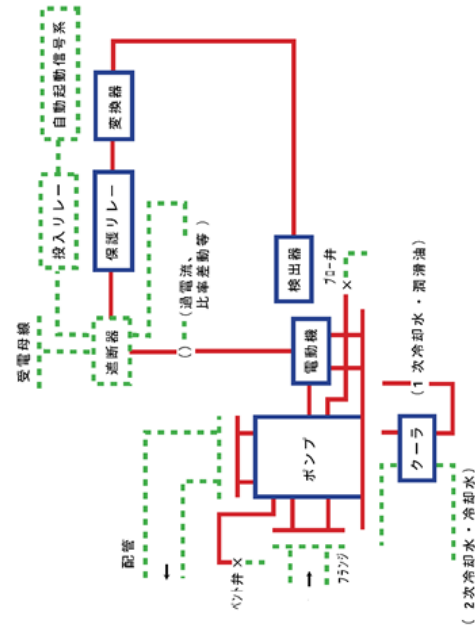 自動起動信号系
変換器
投入リレー
保護リレー
受電母線
遮断器
(過電流、
比率差動等)
検出器
ブロー弁
電動機
ポンプ
配管
ベント弁
フランジ
クーラ
(1次冷却水・潤滑油)
(2次冷却水・冷却水)